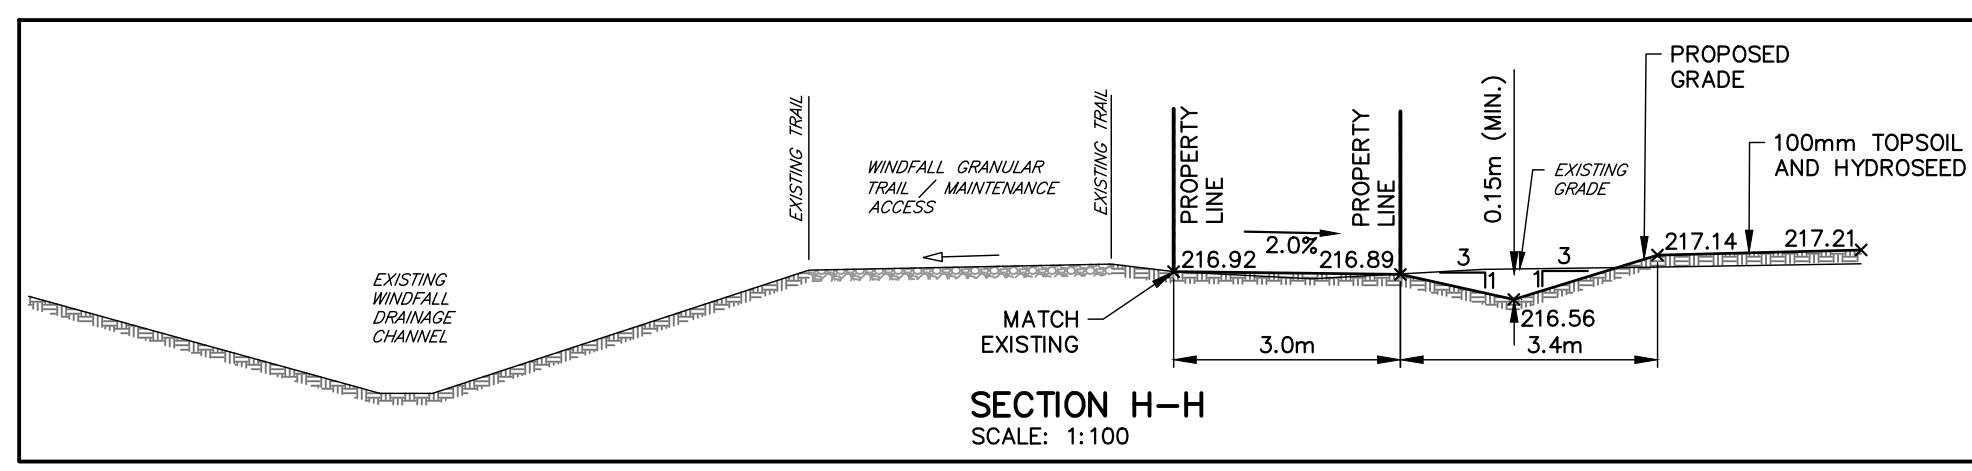 EXISTING
WINDFALL
DRAINAGE
CHANNEL
EXISTING TRAIL
WINDFALL GRANULAR
TRAIL / MAINTENANCE
ACCESS
EXISTING TRAIL
PROPERTY
LINE
216.92
2.0%
PROPERTY
LINE
216.89
MATCH
EXISTING
3.0m
3
1
0.15m (MIN.)
EXISTING
GRADE
1
3
216.56
3.4m
PROPOSED
GRADE
217.14
100mm TOPSOIL
AND HYDROSEED
217.21
SECTION H-H
SCALE: 1:100